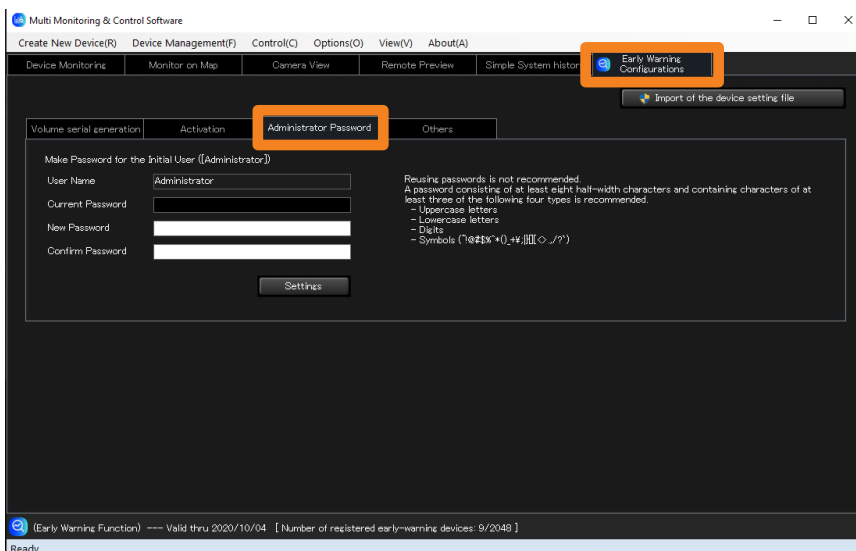 Multi Monitoring & Control Software
Create New Device(R) Device Management(F) Control(C) Options(O) View(V) About(A)
Device Monitoring Monitor on Map Camera View Remote Preview Simple System histor Early Warning
Configurations
Import of the device setting file
Volume serial generation Activation Administrator Password Others
Make Password for the Initial User ([Administrator])
User Name Administrator
Current Password
New Password
Confirm Password
Settings
Reusing passwords is not recommended.
A password consisting of at least eight half-width characters and containing characters of at
least three of the following four types is recommended.
- Uppercase letters
- Lowercase letters
- Digits
- Symbols
(Early Warning Function) --- Valid thru 2020/10/04 [ Number of registered early-warning devices: 9/2048 ]
Ready